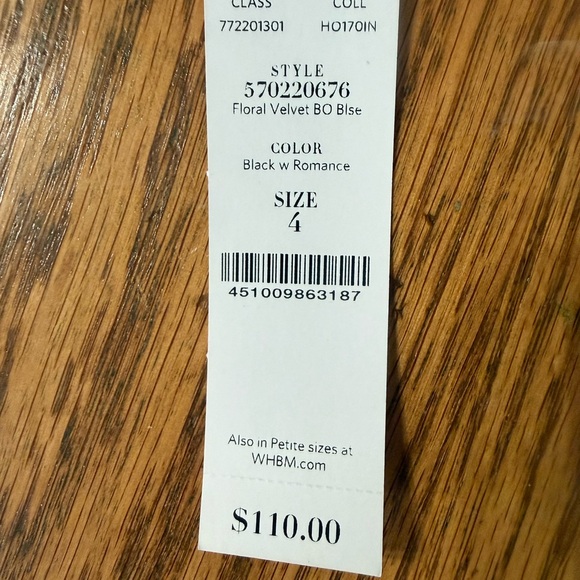 CLASS COLL
772201301 HO170IN
STYLE
570220676
Floral Velvet BO Blse
COLOR
Black w Romance
SIZE
4
451009863187
Also in Petite sizes at
WHBM.com
$110.00